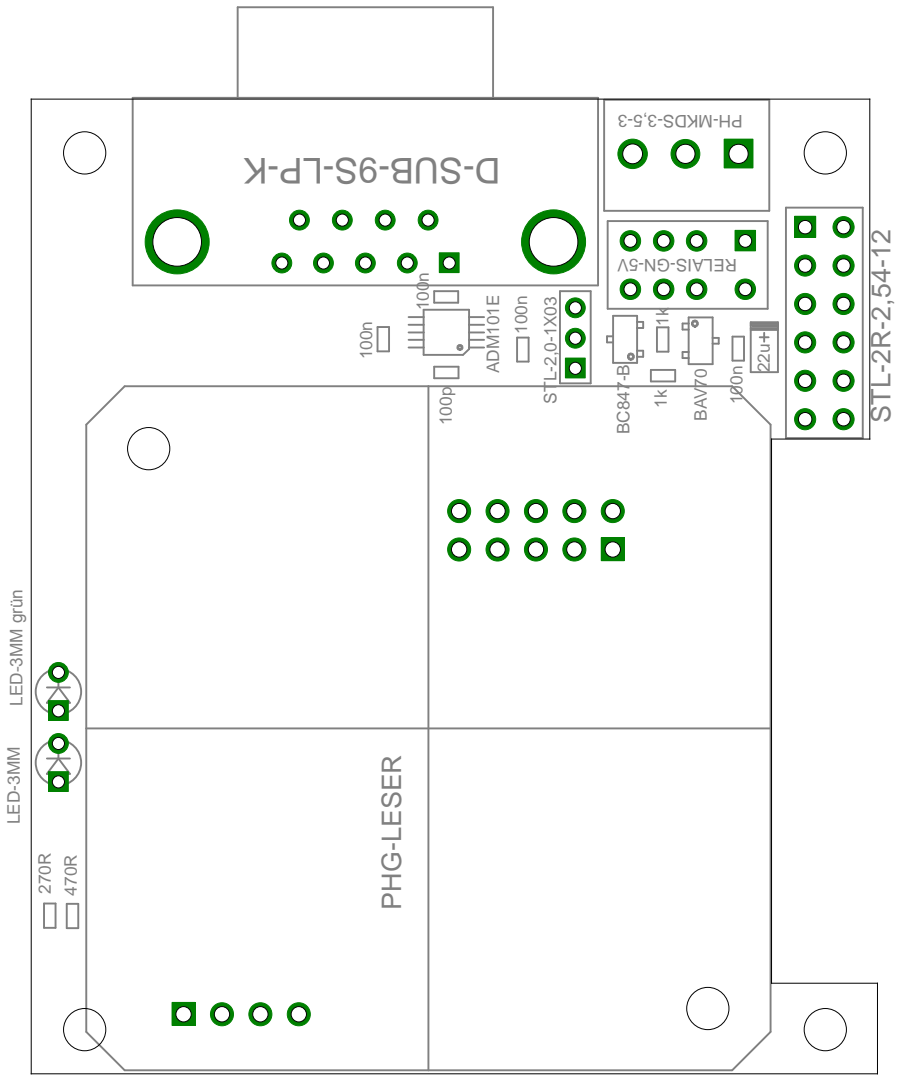 PH-MKDS-3,5-3
D-SUB-9S-LP-K
RELAIS-GN-5V
STL-2R-2,54-12
100n
100n
ADM101E
100n
STL-2,0-1X03
1k
22u+
100p
BC847-B
1k
BAV70
100n
LED-3MM grün
LED-3MM
PHG-LESER
270R
470R